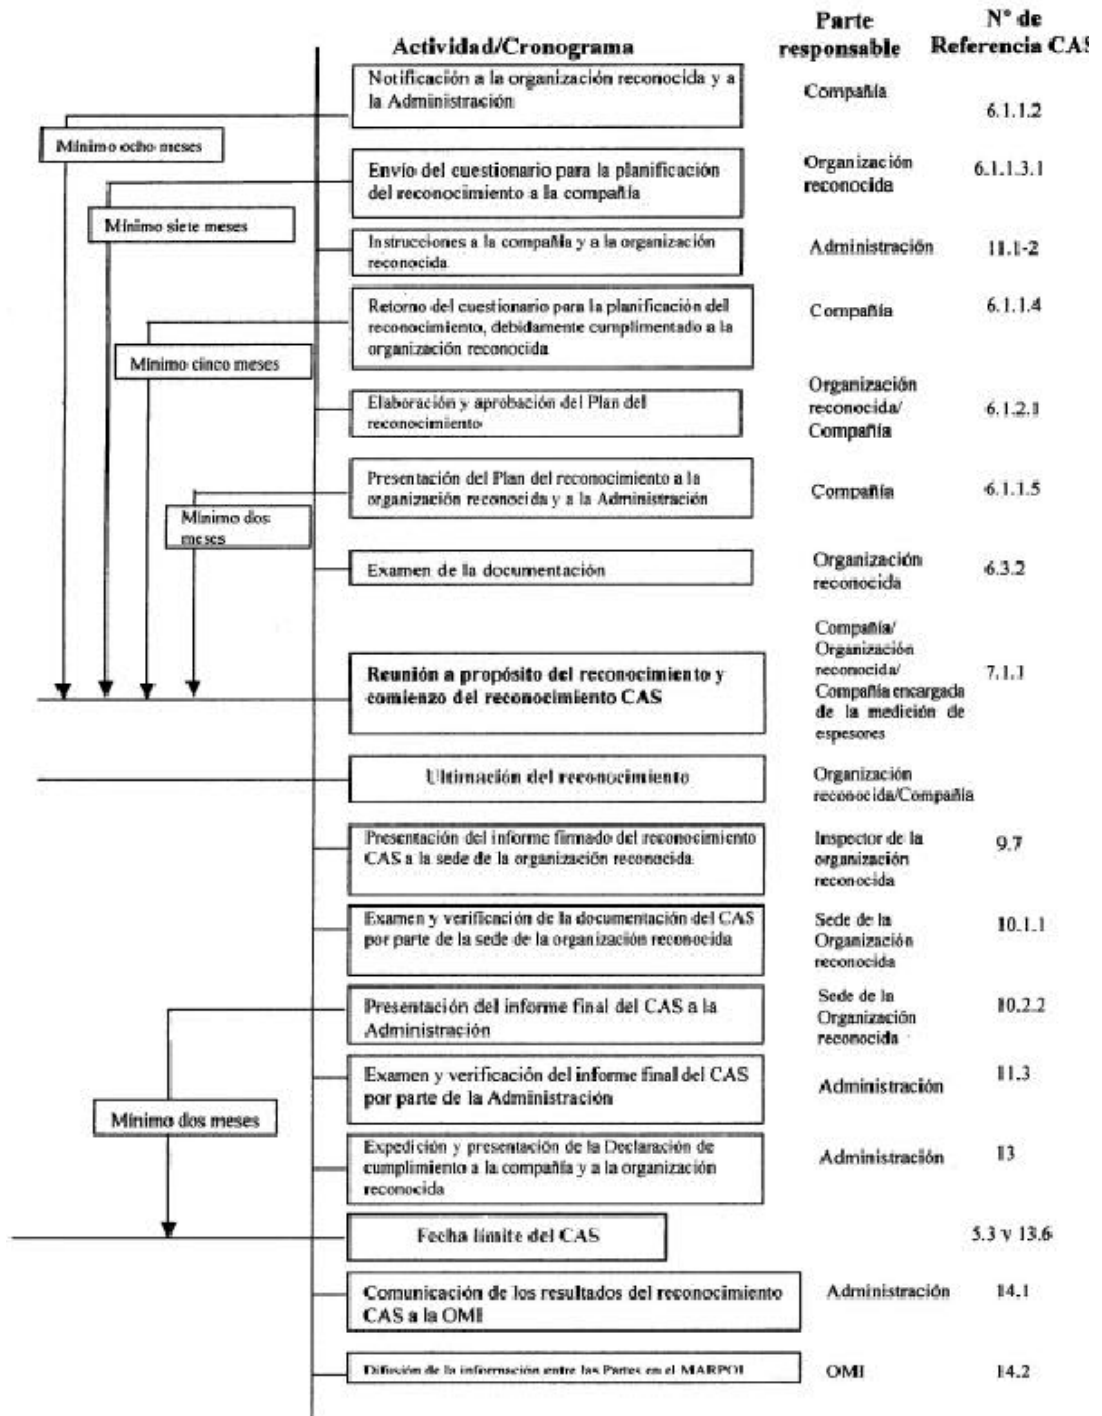 Parte
responsable
N° de
Referencia CAS
Actividad/Cronograma
Notificación a la organización reconocida y a
la Administración
Compañía
6.1.1.2
Mínimo ocho meses
Envío del cuestionario para la planificación
del reconocimiento a la compañía
Organización
reconocida
6.1.1.3.1
Mínimo siete meses
Instrucciones a la compañía y a la organización
reconocida
Administración
11.1-2
Retorno del cuestionario para la planificación del
reconocimiento, debidamente cumplimentado a la
organización reconocida
Compañía
6.1.1.4
Mínimo cinco meses
Elaboración y aprobación del Plan del
reconocimiento
Organización
reconocida/
Compañía
6.1.2.1
Presentación del Plan del reconocimiento a la
organización reconocida y a la Administración
Compañía
6.1.1.5
Mínimo dos
meses
Examen de la documentación
Organización
reconocida
6.3.2
Reunión a propósito del reconocimiento y
comienzo del reconocimiento CAS
Compañía/
Organización
reconocida/
Compañía encargada
de la medición de
espesores
7.1.1
Ultimación del reconocimiento
Organización
reconocida/Compañía
Presentación del informe firmado del reconocimiento
CAS a la sede de la organización reconocida
Inspector de la
organización
reconocida
9.7
Examen y verificación de la documentación del CAS
por parte de la sede de la organización reconocida
Sede de la
Organización
reconocida
10.1.1
Presentación del informe final del CAS a la
Administración
Sede de la
Organización
reconocida
10.2.2
Examen y verificación del informe final del CAS
por parte de la Administración
Administración
11.3
Mínimo dos meses
Expedición y presentación de la Declaración de
cumplimiento a la compañía y a la organización
reconocida
Administración
13
Fecha límite del CAS
5.3 y 13.6
Comunicación de los resultados del reconocimiento
CAS a la OMI
Administración
14.1
Difusión de la información entre las Partes en el MARPOL
OMI
14.2